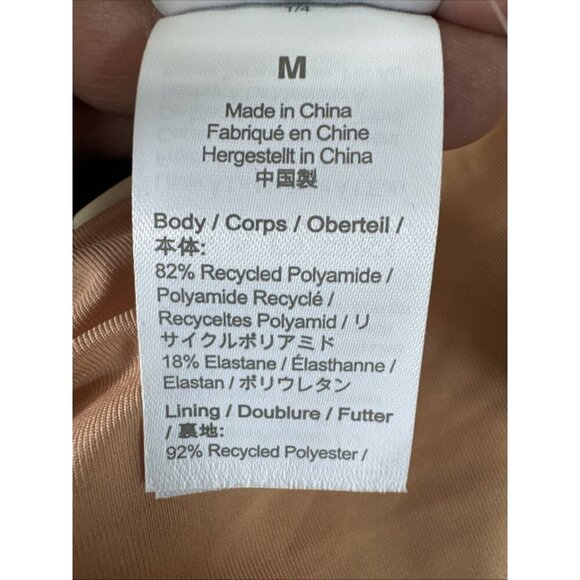 1/4
M
Made in China
Fabriqué en Chine
Hergestellt in China
中国製
Body / Corps / Oberteil /
本体:
82% Recycled Polyamide /
Polyamide Recyclé /
Recyceltes Polyamid / リ
サイクルポリアミド
18% Elastane / Élasthanne /
Elastan / ポリウレタン
Lining / Doublure / Futter
/ 裏地:
92% Recycled Polyester /